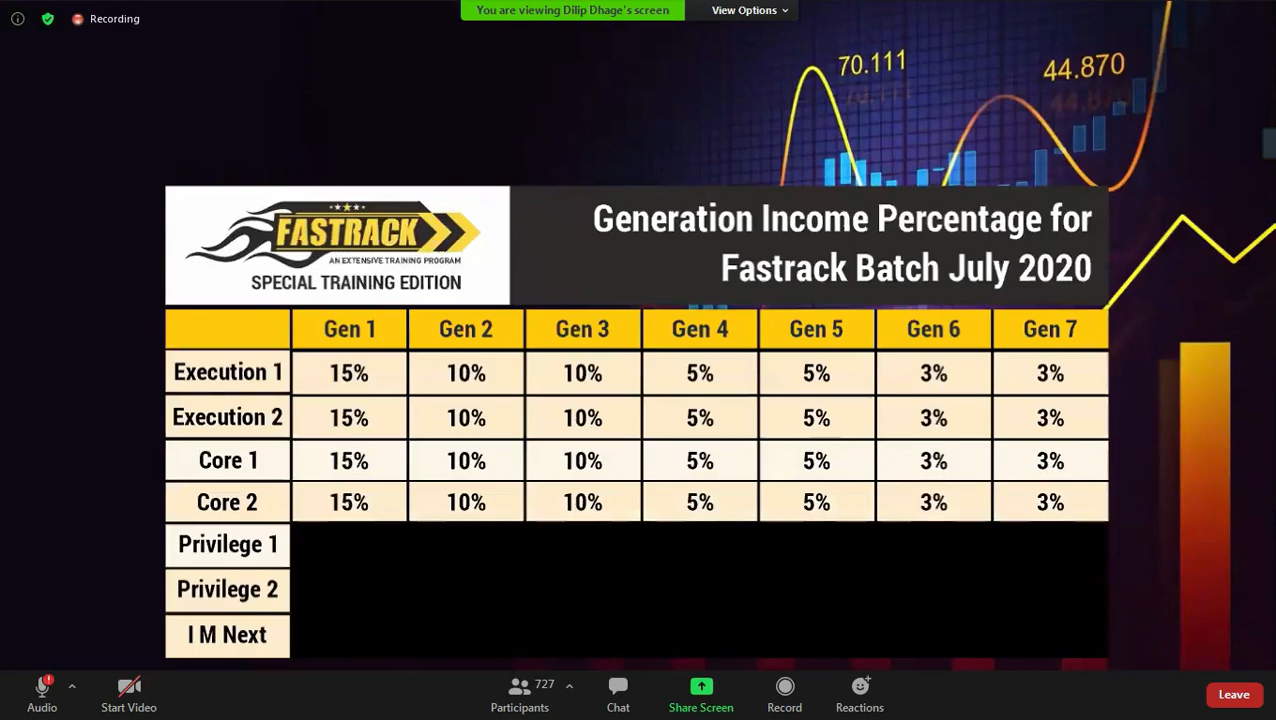 Recording
You are viewing Dilip Dhage's screen
View Options
70.111
44.870
FASTRACK
AN EXTENSIVE TRAINING PROGRAM
SPECIAL TRAINING EDITION
Generation Income Percentage for
Fastrack Batch July 2020
Gen 1 Gen 2 Gen 3 Gen 4 Gen 5 Gen 6 Gen 7
Execution 1 15% 10% 10% 5% 5% 3% 3%
Execution 2 15% 10% 10% 5% 5% 3% 3%
Core 1 15% 10% 10% 5% 5% 3% 3%
Core 2 15% 10% 10% 5% 5% 3% 3%
Privilege 1
Privilege 2
I M Next
Audio
Start Video
727
Participants
Chat
Share Screen
Record
Reactions
Leave